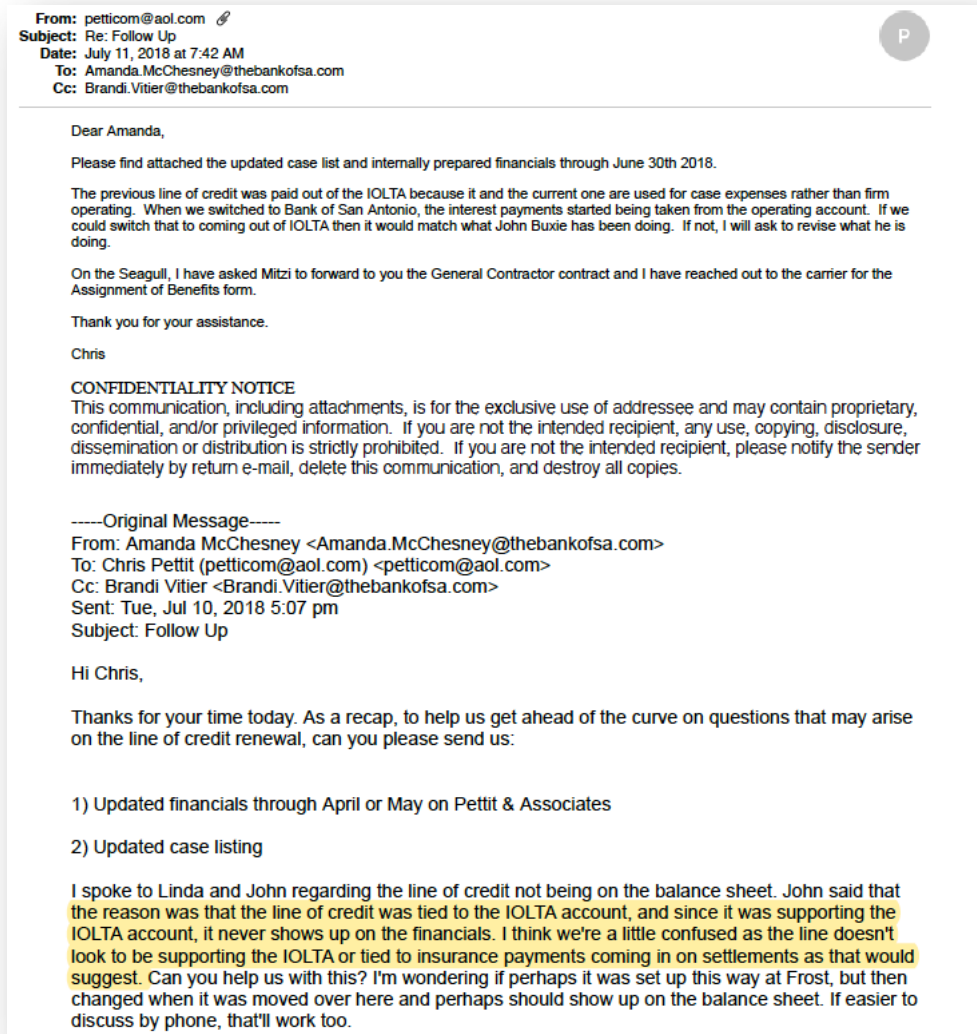 From: petticom@aol.com
Subject: Re: Follow Up
Date: July 11, 2018 at 7:42 AM
To: Amanda.McChesney@thebankofsa.com
Cc: Brandi.Vitier@thebankofsa.com
P
Dear Amanda,
Please find attached the updated case list and internally prepared financials through June 30th 2018.
The previous line of credit was paid out of the IOLTA because it and the current one are used for case expenses rather than firm
operating. When we switched to Bank of San Antonio, the interest payments started being taken from the operating account. If we
could switch that to coming out of IOLTA then it would match what John Buxie has been doing. If not, I will ask to revise what he is
doing.
On the Seagull, I have asked Mitzi to forward to you the General Contractor contract and I have reached out to the carrier for the
Assignment of Benefits form.
Thank you for your assistance.
Chris
CONFIDENTIALITY NOTICE
This communication, including attachments, is for the exclusive use of addressee and may contain proprietary,
confidential, and/or privileged information. If you are not the intended recipient, any use, copying, disclosure,
dissemination or distribution is strictly prohibited. If you are not the intended recipient, please notify the sender
immediately by return e-mail, delete this communication, and destroy all copies.
-----Original Message-----
From: Amanda McChesney <Amanda.McChesney@thebankofsa.com>
To: Chris Pettit (petticom@aol.com) <petticom@aol.com>
Cc: Brandi Vitier <Brandi.Vitier@thebankofsa.com>
Sent: Tue, Jul 10, 2018 5:07 pm
Subject: Follow Up
Hi Chris,
Thanks for your time today. As a recap, to help us get ahead of the curve on questions that may arise
on the line of credit renewal, can you please send us:
1) Updated financials through April or May on Pettit & Associates
2) Updated case listing
I spoke to Linda and John regarding the line of credit not being on the balance sheet. John said that
the reason was that the line of credit was tied to the IOLTA account, and since it was supporting the
IOLTA account, it never shows up on the financials. I think we're a little confused as the line doesn't
look to be supporting the IOLTA or tied to insurance payments coming in on settlements as that would
suggest. Can you help us with this? I'm wondering if perhaps it was set up this way at Frost, but then
changed when it was moved over here and perhaps should show up on the balance sheet. If easier to
discuss by phone, that'll work too.